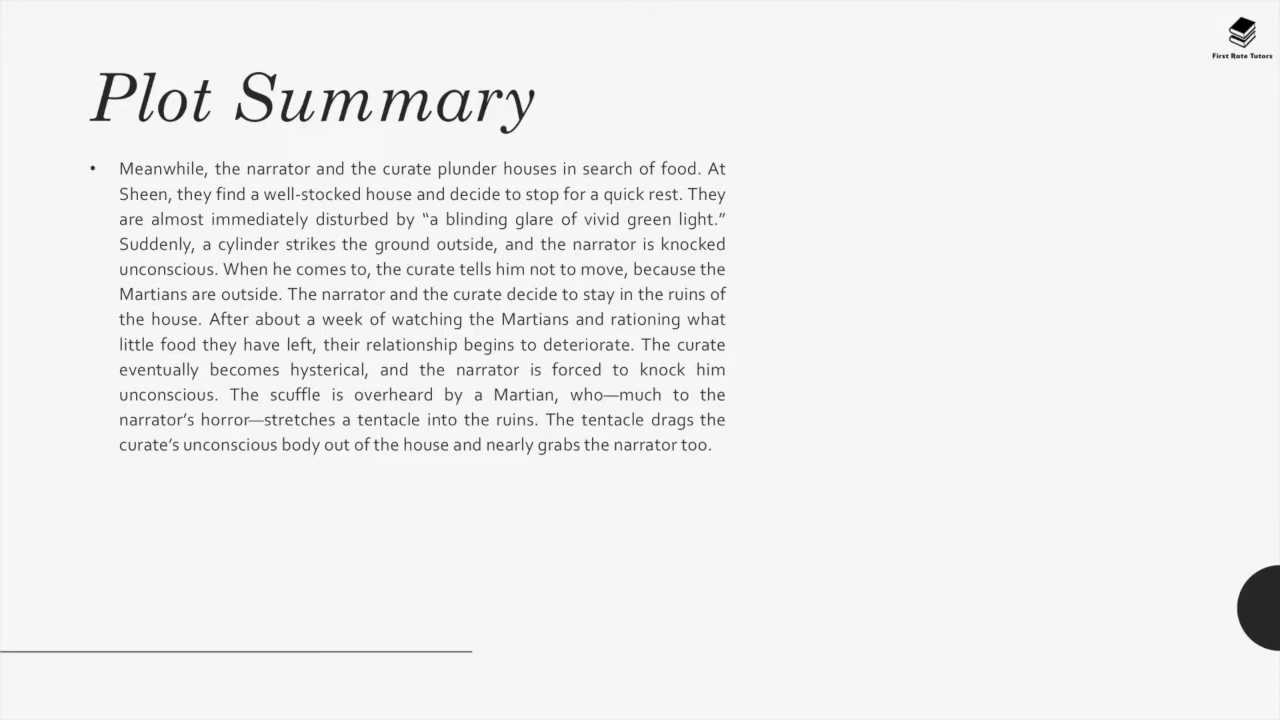 First Rate Tutors
Plot Summary
• Meanwhile, the narrator and the curate plunder houses in search of food. At
Sheen, they find a well-stocked house and decide to stop for a quick rest. They
are almost immediately disturbed by “a blinding glare of vivid green light.”
Suddenly, a cylinder strikes the ground outside, and the narrator is knocked
unconscious. When he comes to, the curate tells him not to move, because the
Martians are outside. The narrator and the curate decide to stay in the ruins of
the house. After about a week of watching the Martians and rationing what
little food they have left, their relationship begins to deteriorate. The curate
eventually becomes hysterical, and the narrator is forced to knock him
unconscious. The scuffle is overheard by a Martian, who—much to the
narrator’s horror—stretches a tentacle into the ruins. The tentacle drags the
curate’s unconscious body out of the house and nearly grabs the narrator too.